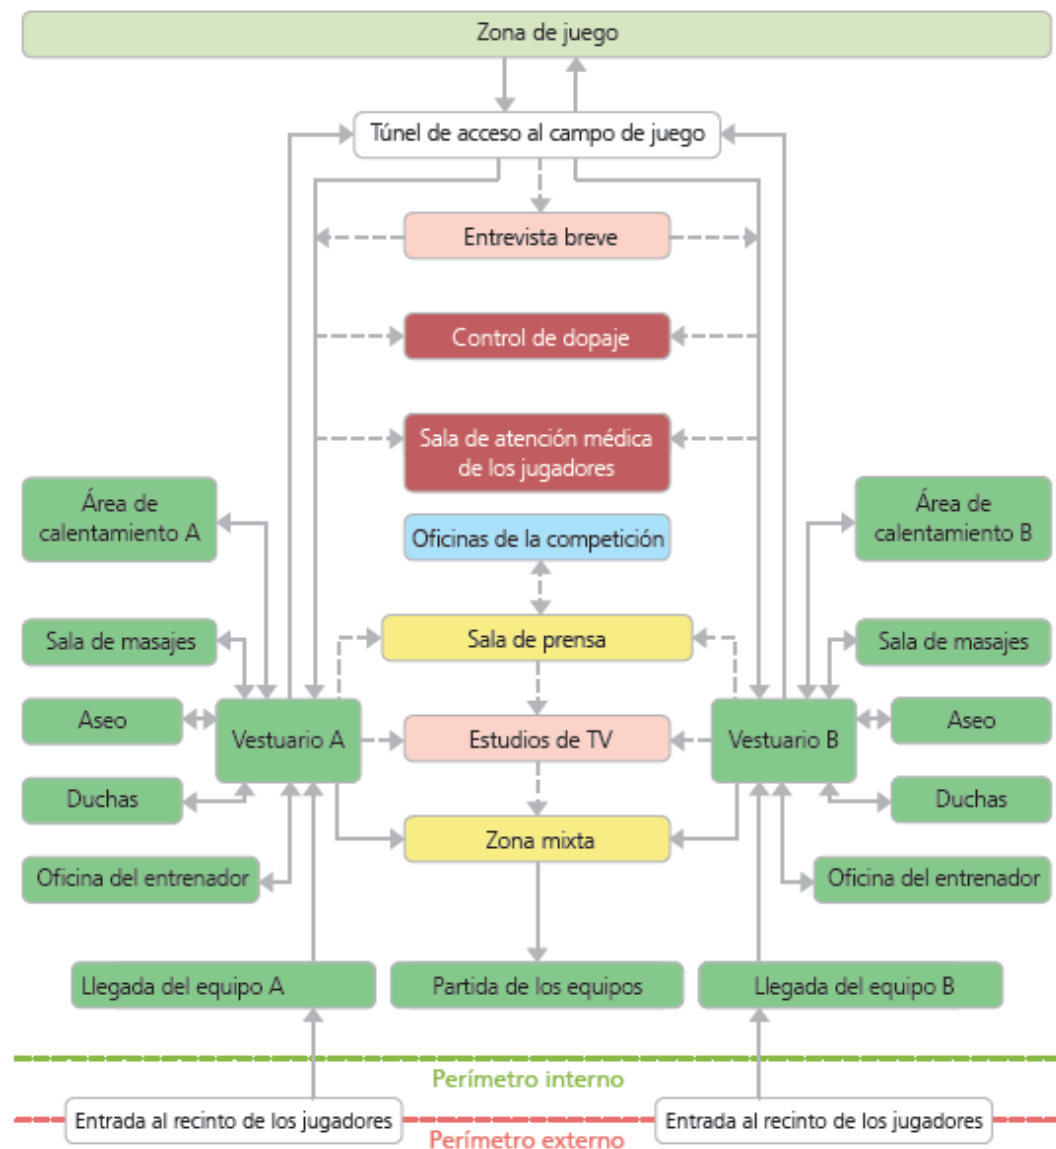 Zona de juego
Túnel de acceso al campo de juego
Entrevista breve
Control de dopaje
Sala de atención médica
de los jugadores
Área de
calentamiento A
Oficinas de la competición
Área de
calentamiento B
Sala de masajes
Sala de prensa
Sala de masajes
Aseo
Vestuario A
Estudios de TV
Vestuario B
Aseo
Duchas
Duchas
Zona mixta
Oficina del entrenador
Oficina del entrenador
Llegada del equipo A
Partida de los equipos
Llegada del equipo B
Perímetro interno
Entrada al recinto de los jugadores
Entrada al recinto de los jugadores
Perímetro externo